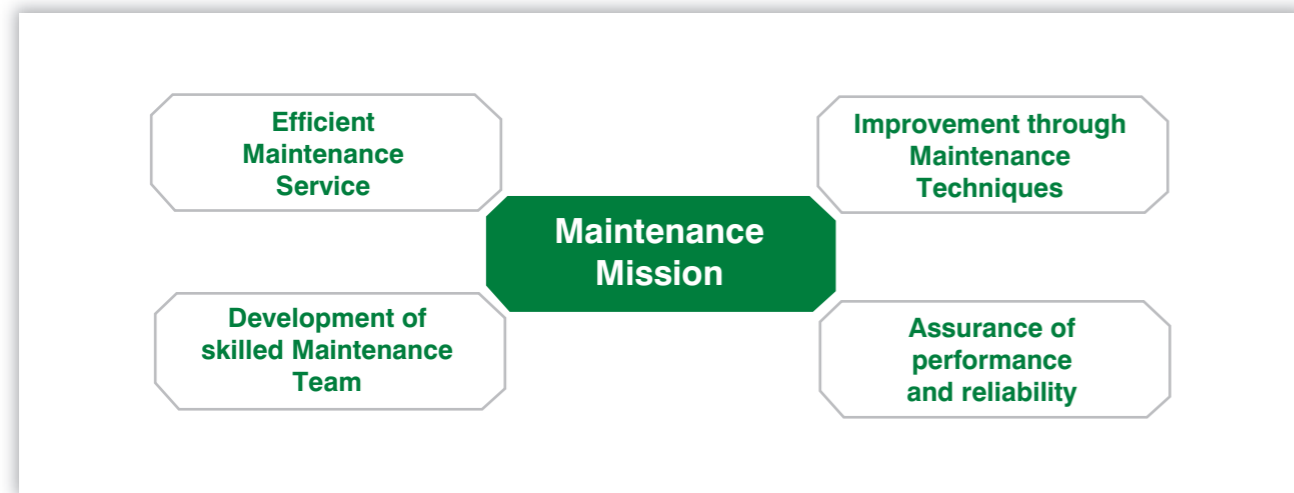 Efficient
Maintenance
Service
Improvement through
Maintenance
Techniques
Maintenance
Mission
Development of
skilled Maintenance
Team
Assurance of
performance
and reliability